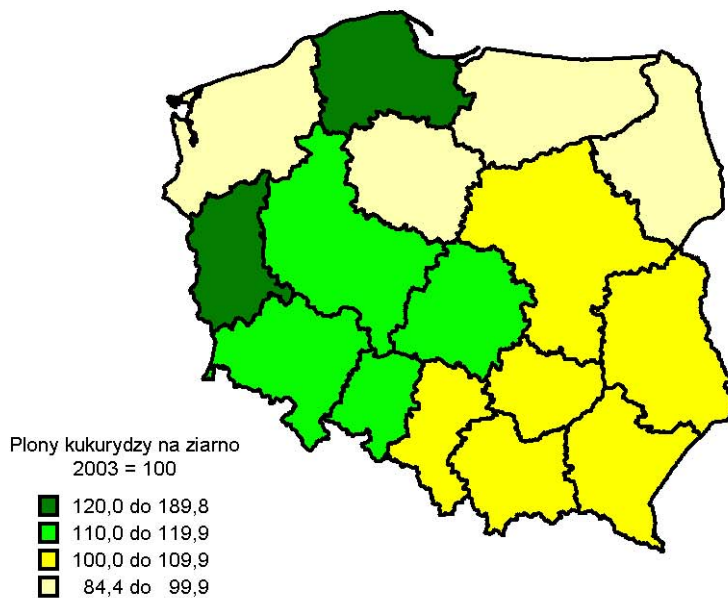 Plony kukurydzy na ziarno
2003 = 100
120,0 do 189,8
110,0 do 119,9
100,0 do 109,9
84,4 do 99,9